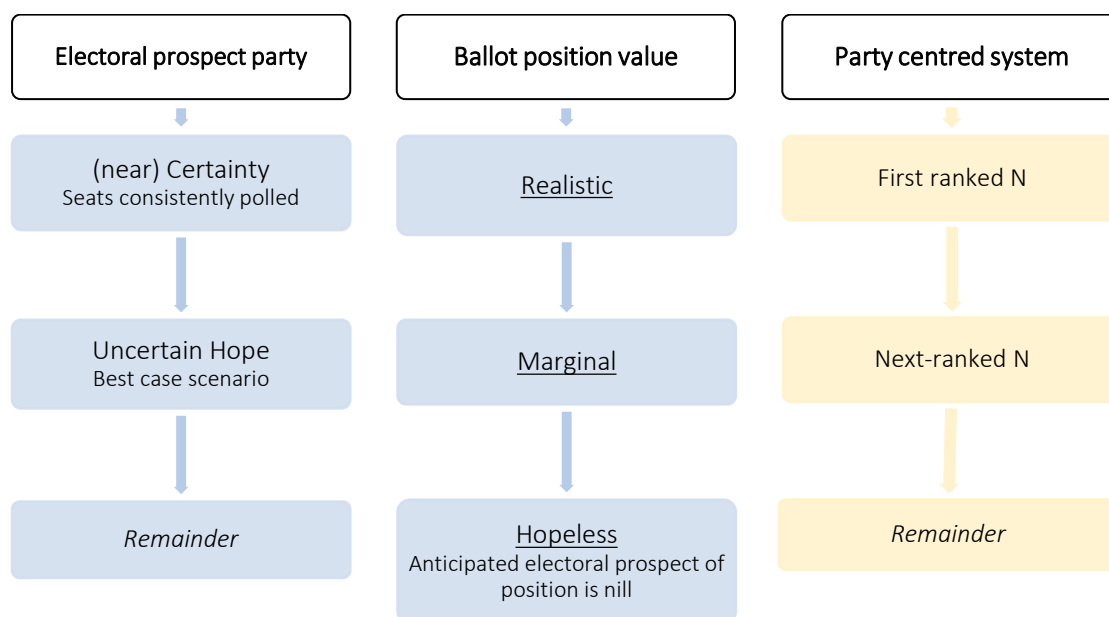 Electoral prospect party
Ballot position value
Party centred system
(near) Certainty
Seats consistently polled
Realistic
First ranked N
Uncertain Hope
Best case scenario
Marginal
Next-ranked N
Remainder
Hopeless
Anticipated electoral prospect of
position is nill
Remainder